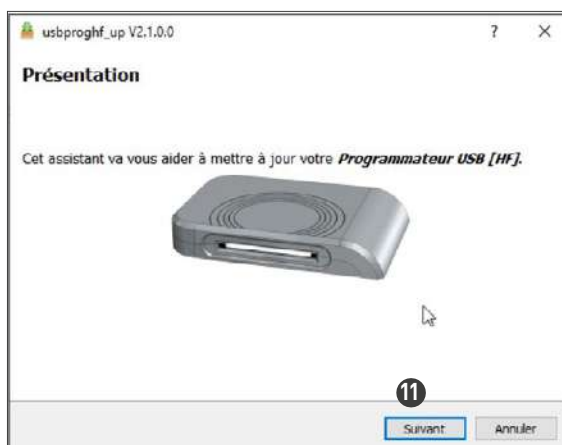 usbproghf_up V2.1.0.0 ? ×
Présentation
Cet assistant va vous aider à mettre à jour votre Programmateur USB [HF].
11
Suivant Annuler